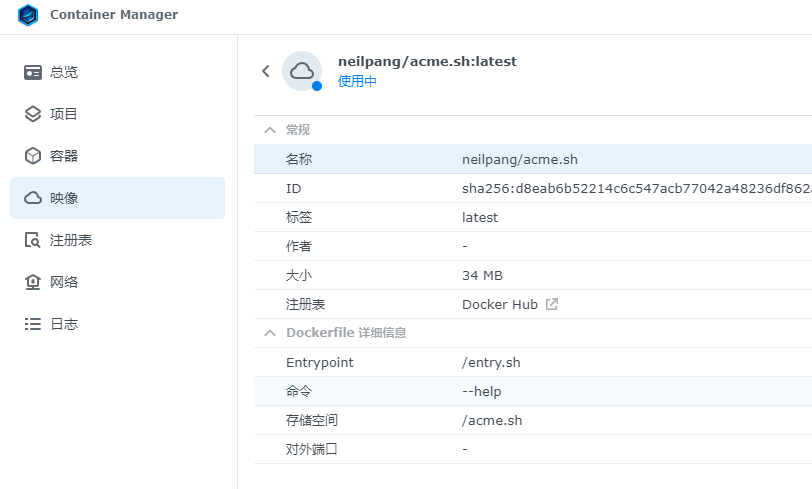 Container Manager
总览
项目
容器
映像
注册表
网络
日志
neilpang/acme.sh:latest
使用中
常规
名称 neilpang/acme.sh
ID sha256:d8eab6b52214c6c547acb77042a48236df862
标签 latest
作者 -
大小 34 MB
注册表 Docker Hub
Dockerfile 详细信息
Entrypoint /entry.sh
命令 --help
存储空间 /acme.sh
对外端口 -